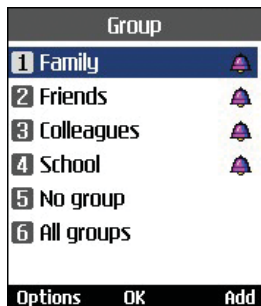 Group
1 Family
2 Friends
3 Colleagues
4 School
5 No group
6 All groups
Options OK Add